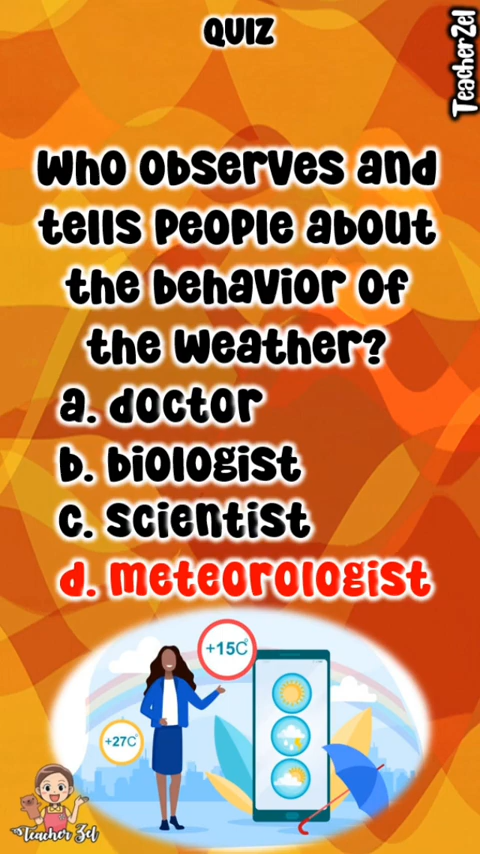 QUIZ
TeacherZel
Who observes and
tells people about
the behavior of
the weather?
a. doctor
b. biologist
c. scientist
d. meteorologist
+15C°
+27C°
Teacher Zel